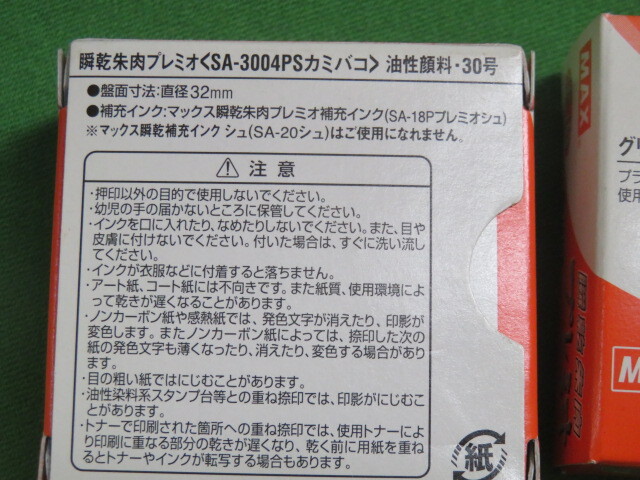 瞬乾朱肉プレミオ<SA-3004PSカミバコ> 油性顔料・30号
●盤面寸法:直径32mm
●補充インク:マックス瞬乾朱肉プレミオ補充インク(SA-18Pプレミオシュ)
※マックス瞬乾補充インク シュ(SA-20シュ)はご使用になれません。
⚠ 注意
・押印以外の目的で使用しないでください。
・幼児の手の届かないところに保管してください。
・インクを口に入れたり、なめたりしないでください。また、目や
皮膚に付けないでください。付いた場合は、すぐに洗い流し
てください。
・インクが衣服などに付着すると落ちません。
・アート紙、コート紙には不向きです。また紙質、使用環境によ
って乾きが遅くなることがあります。
・ノンカーボン紙や感熱紙では、発色文字が消えたり、印影が
変色します。またノンカーボン紙によっては、捺印した次の
紙の発色文字も薄くなったり、消えたり、変色する場合があり
ます。
・目の粗い紙ではにじむことがあります。
・油性染料系スタンプ台等との重ね捺印では、印影がにじむこ
とがあります。
・トナーで印刷された箇所への重ね捺印では、使用トナーによ
り印刷に重なる部分の乾きが遅くなり、乾く前に用紙を重ね
るとトナーやインクが転写する場合もあります。
紙
MAX
プラ
使用
M